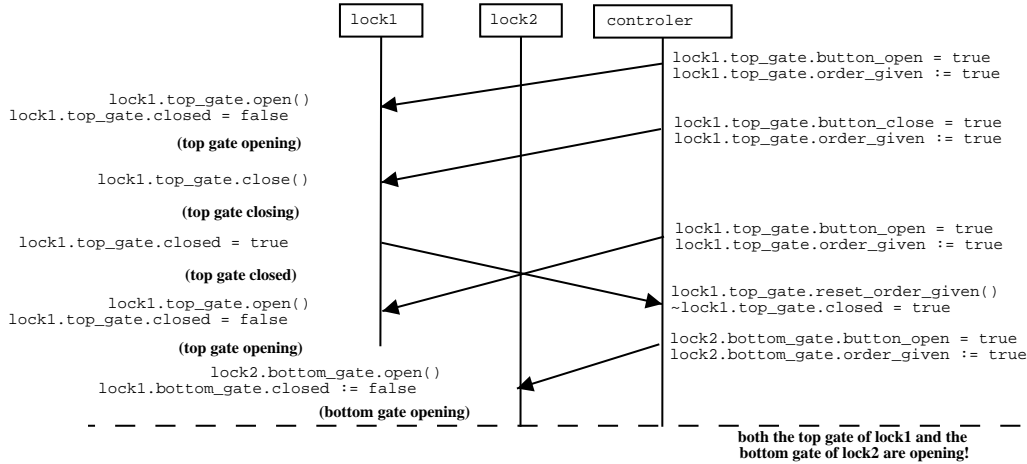 lock1 lock2 controler
lock1.top_gate.button_open = true
lock1.top_gate.order_given := true
lock1.top_gate.open()
lock1.top_gate.closed = false
(top gate opening)
lock1.top_gate.button_close = true
lock1.top_gate.order_given := true
lock1.top_gate.close()
(top gate closing)
lock1.top_gate.closed = true
(top gate closed)
lock1.top_gate.button_open = true
lock1.top_gate.order_given := true
lock1.top_gate.open()
lock1.top_gate.closed = false
(top gate opening)
lock1.top_gate.reset_order_given()
~lock1.top_gate.closed = true
lock2.bottom_gate.button_open = true
lock2.bottom_gate.order_given := true
lock2.bottom_gate.open()
lock1.bottom_gate.closed := false
(bottom gate opening)
both the top gate of lock1 and the
bottom gate of lock2 are opening!